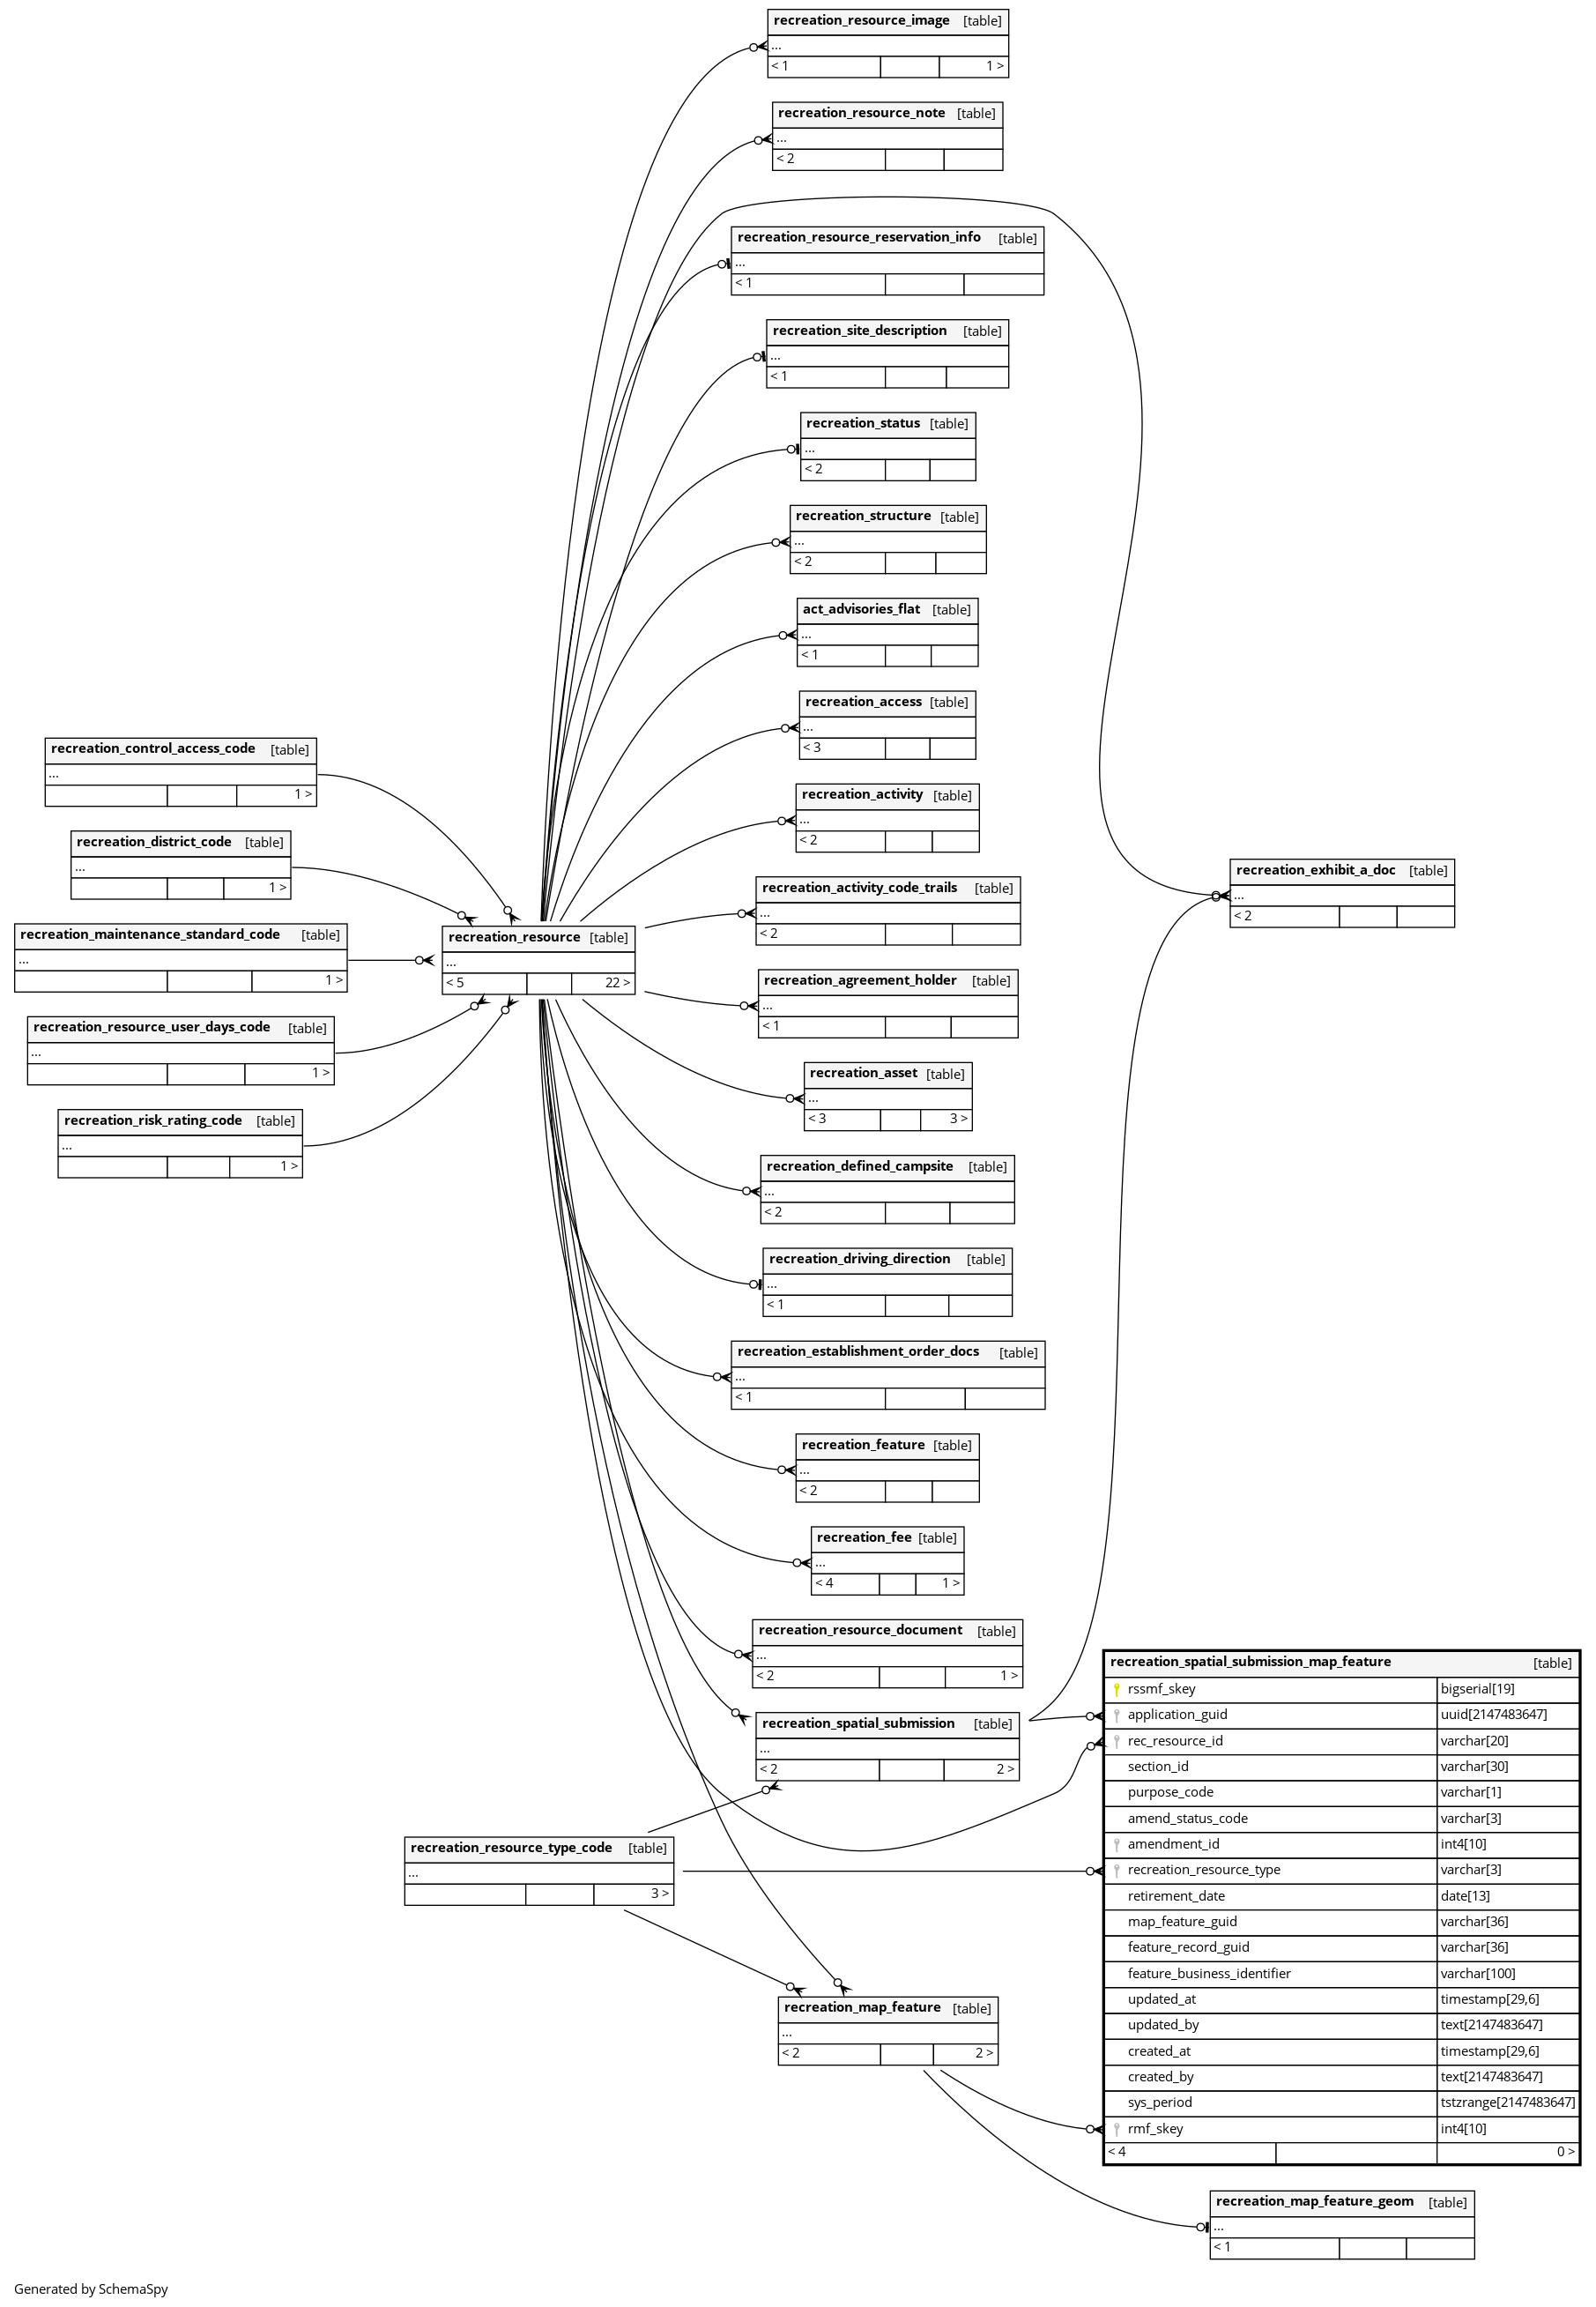 recreation_resource_image [table]
...
< 1 1 >
recreation_resource_note [table]
...
< 2
recreation_resource_reservation_info [table]
...
< 1
recreation_site_description [table]
...
< 1
recreation_status [table]
...
< 2
recreation_structure [table]
...
< 2
act_advisories_flat [table]
...
< 1
recreation_access [table]
...
< 3
recreation_activity [table]
...
< 2
recreation_activity_code_trails [table]
...
< 2
recreation_agreement_holder [table]
...
< 1
recreation_asset [table]
...
< 3 3 >
recreation_defined_campsite [table]
...
< 2
recreation_driving_direction [table]
...
< 1
recreation_establishment_order_docs [table]
...
< 1
recreation_feature [table]
...
< 2
recreation_fee [table]
...
< 4 1 >
recreation_resource_document [table]
...
< 2 1 >
recreation_spatial_submission [table]
...
< 2 2 >
recreation_control_access_code [table]
...
1 >
recreation_district_code [table]
...
1 >
recreation_maintenance_standard_code [table]
...
1 >
recreation_resource_user_days_code [table]
...
1 >
recreation_risk_rating_code [table]
...
1 >
recreation_resource [table]
...
< 5 22 >
recreation_exhibit_a_doc [table]
...
< 2
recreation_resource_type_code [table]
...
3 >
recreation_map_feature [table]
...
< 2 2 >
recreation_spatial_submission_map_feature [table]
rssmf_skey bigserial[19]
application_guid uuid[2147483647]
rec_resource_id varchar[20]
section_id varchar[30]
purpose_code varchar[1]
amend_status_code varchar[3]
amendment_id int4[10]
recreation_resource_type varchar[3]
retirement_date date[13]
map_feature_guid varchar[36]
feature_record_guid varchar[36]
feature_business_identifier varchar[100]
updated_at timestamp[29,6]
updated_by text[2147483647]
created_at timestamp[29,6]
created_by text[2147483647]
sys_period tstzrange[2147483647]
rmf_skey int4[10]
< 4 0 >
recreation_map_feature_geom [table]
...
< 1
Generated by SchemaSpy